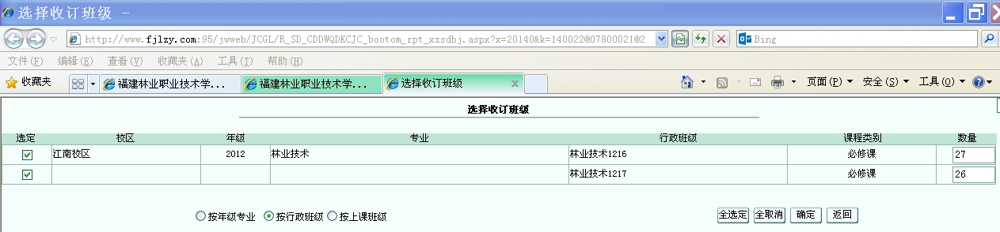 选择收订班级 -
http://www.fjlzy.com:95/jwweb/JCGL/R_SD_CDDWQDKCJC_bootom_rpt_xzsdbj.aspx?x=20140&k=140022@07800021@2 Bing
文件(F) 编辑(E) 查看(V) 收藏夹(A) 工具(T) 帮助(H)
收藏夹 福建林业职业技术学... 福建林业职业技术学... 选择收订班级 页面(P) 安全(S) 工具(O)
选择收订班级
选定 校区 年级 专业 行政班级 课程类别 数量
江南校区 2012 林业技术 林业技术1216 必修课 27
林业技术1217 必修课 26
按年级专业 按行政班级 按上课班级 全选定 全取消 确定 返回